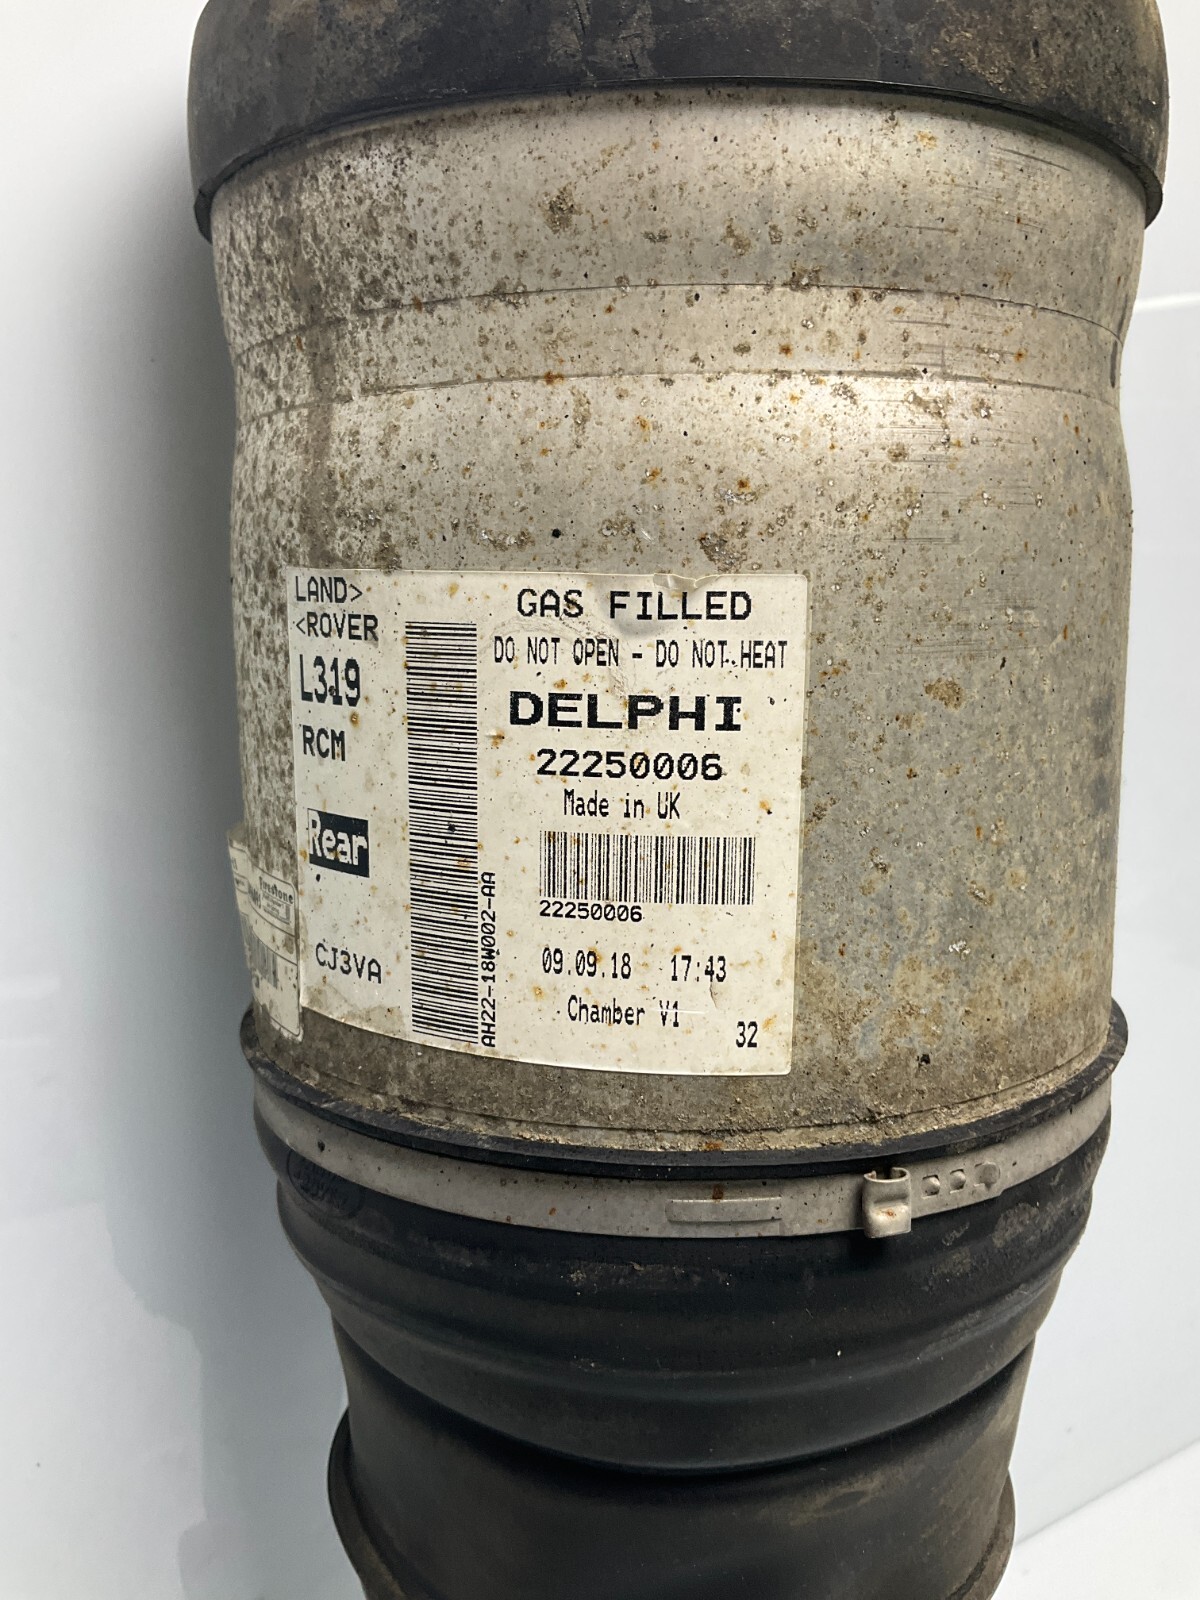 LAND>
<ROVER
L319
RCM
Rear
CJ3VA
AH22-18W002-AA
GAS FILLED
DO NOT OPEN - DO NOT HEAT
DELPHI
22250006
Made in UK
22250006
09.09.18 17:43
Chamber V1
32
Firestone